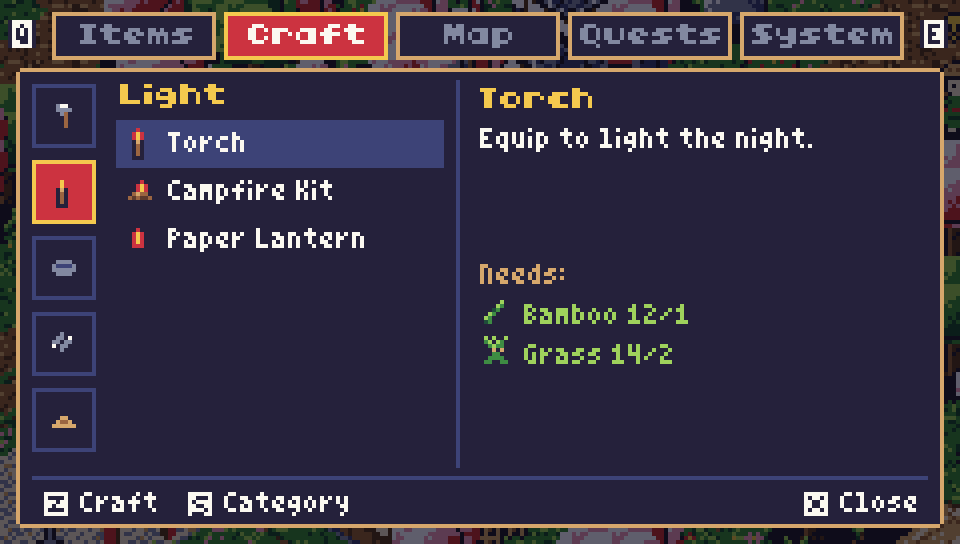 Q Items Craft Map Quests System E
Light
Torch
Campfire Kit
Paper Lantern
Torch
Equip to light the night.
Needs:
Bamboo 12/1
Grass 14/2
Z Craft
Category
X Close